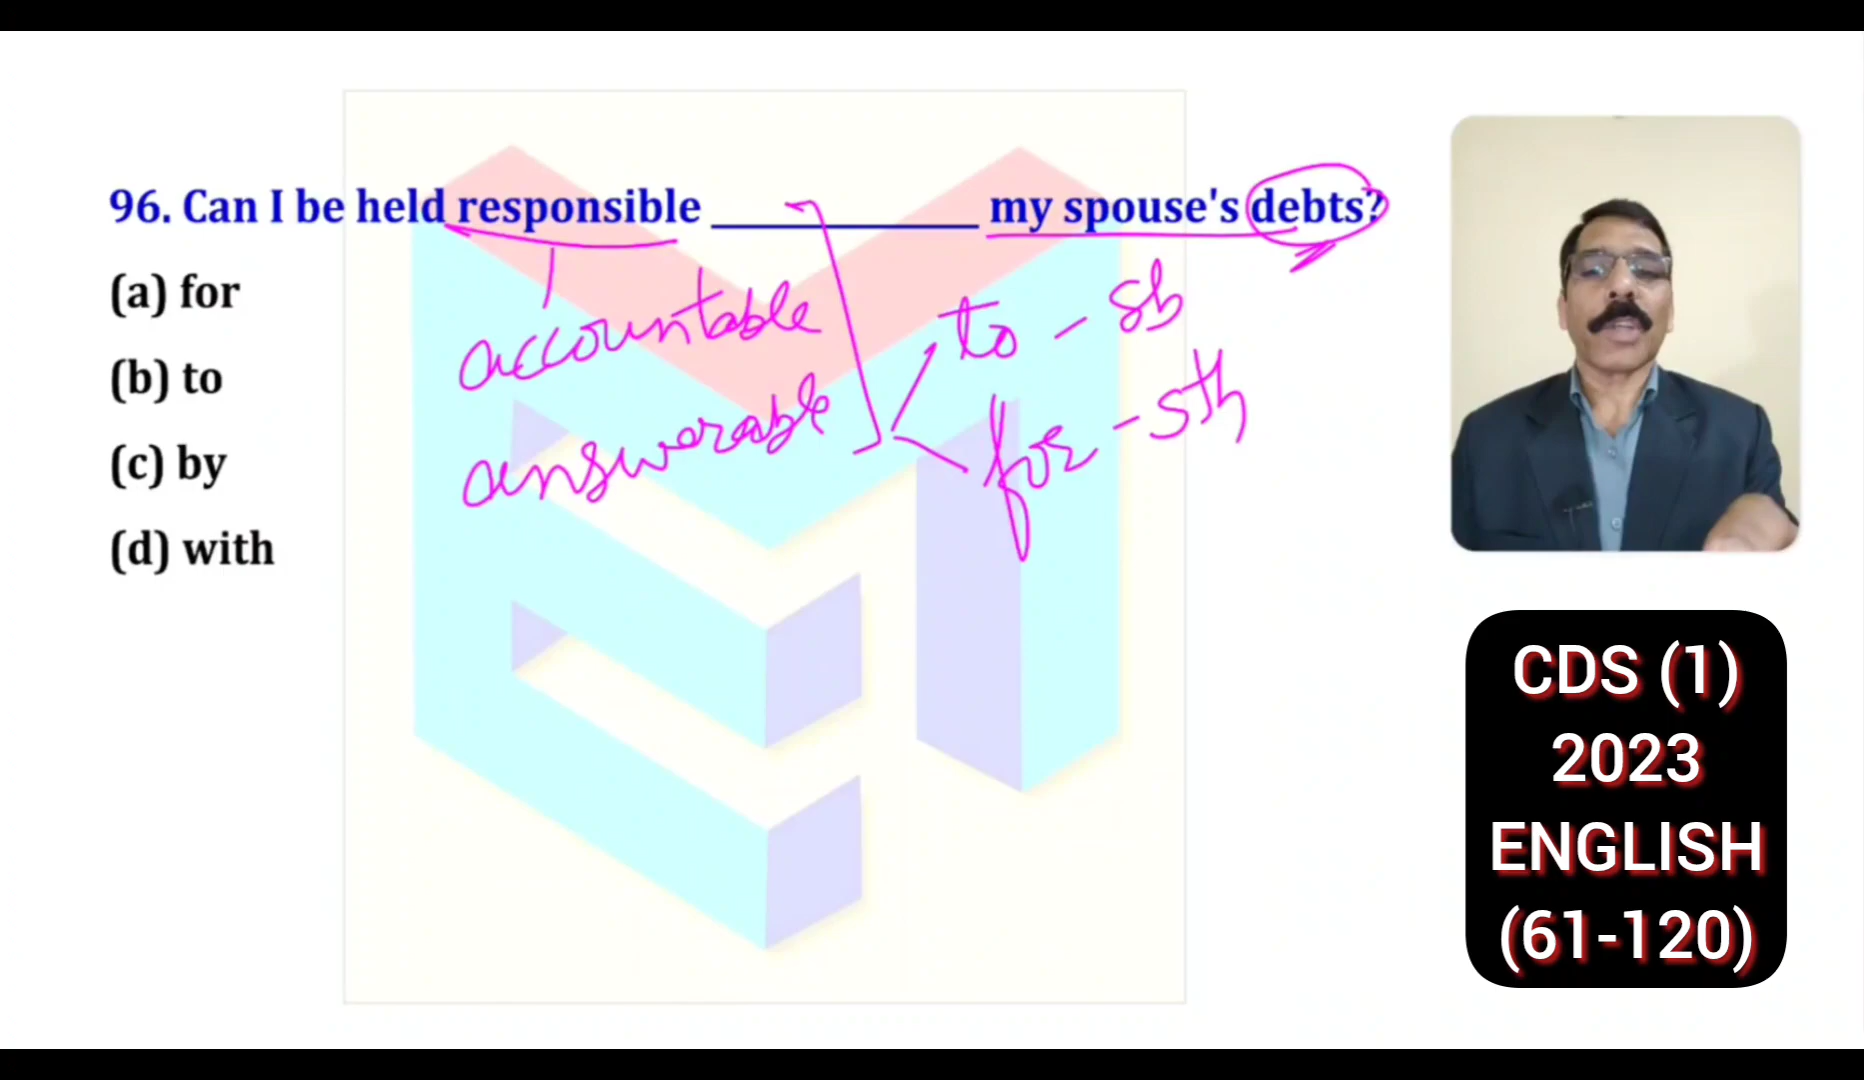 96. Can I be held responsible ____________ my spouse's debts?
(a) for
(b) to
(c) by
(d) with
accountable
answerable
to - sb
for - sth
CDS (1)
2023
ENGLISH
(61-120)